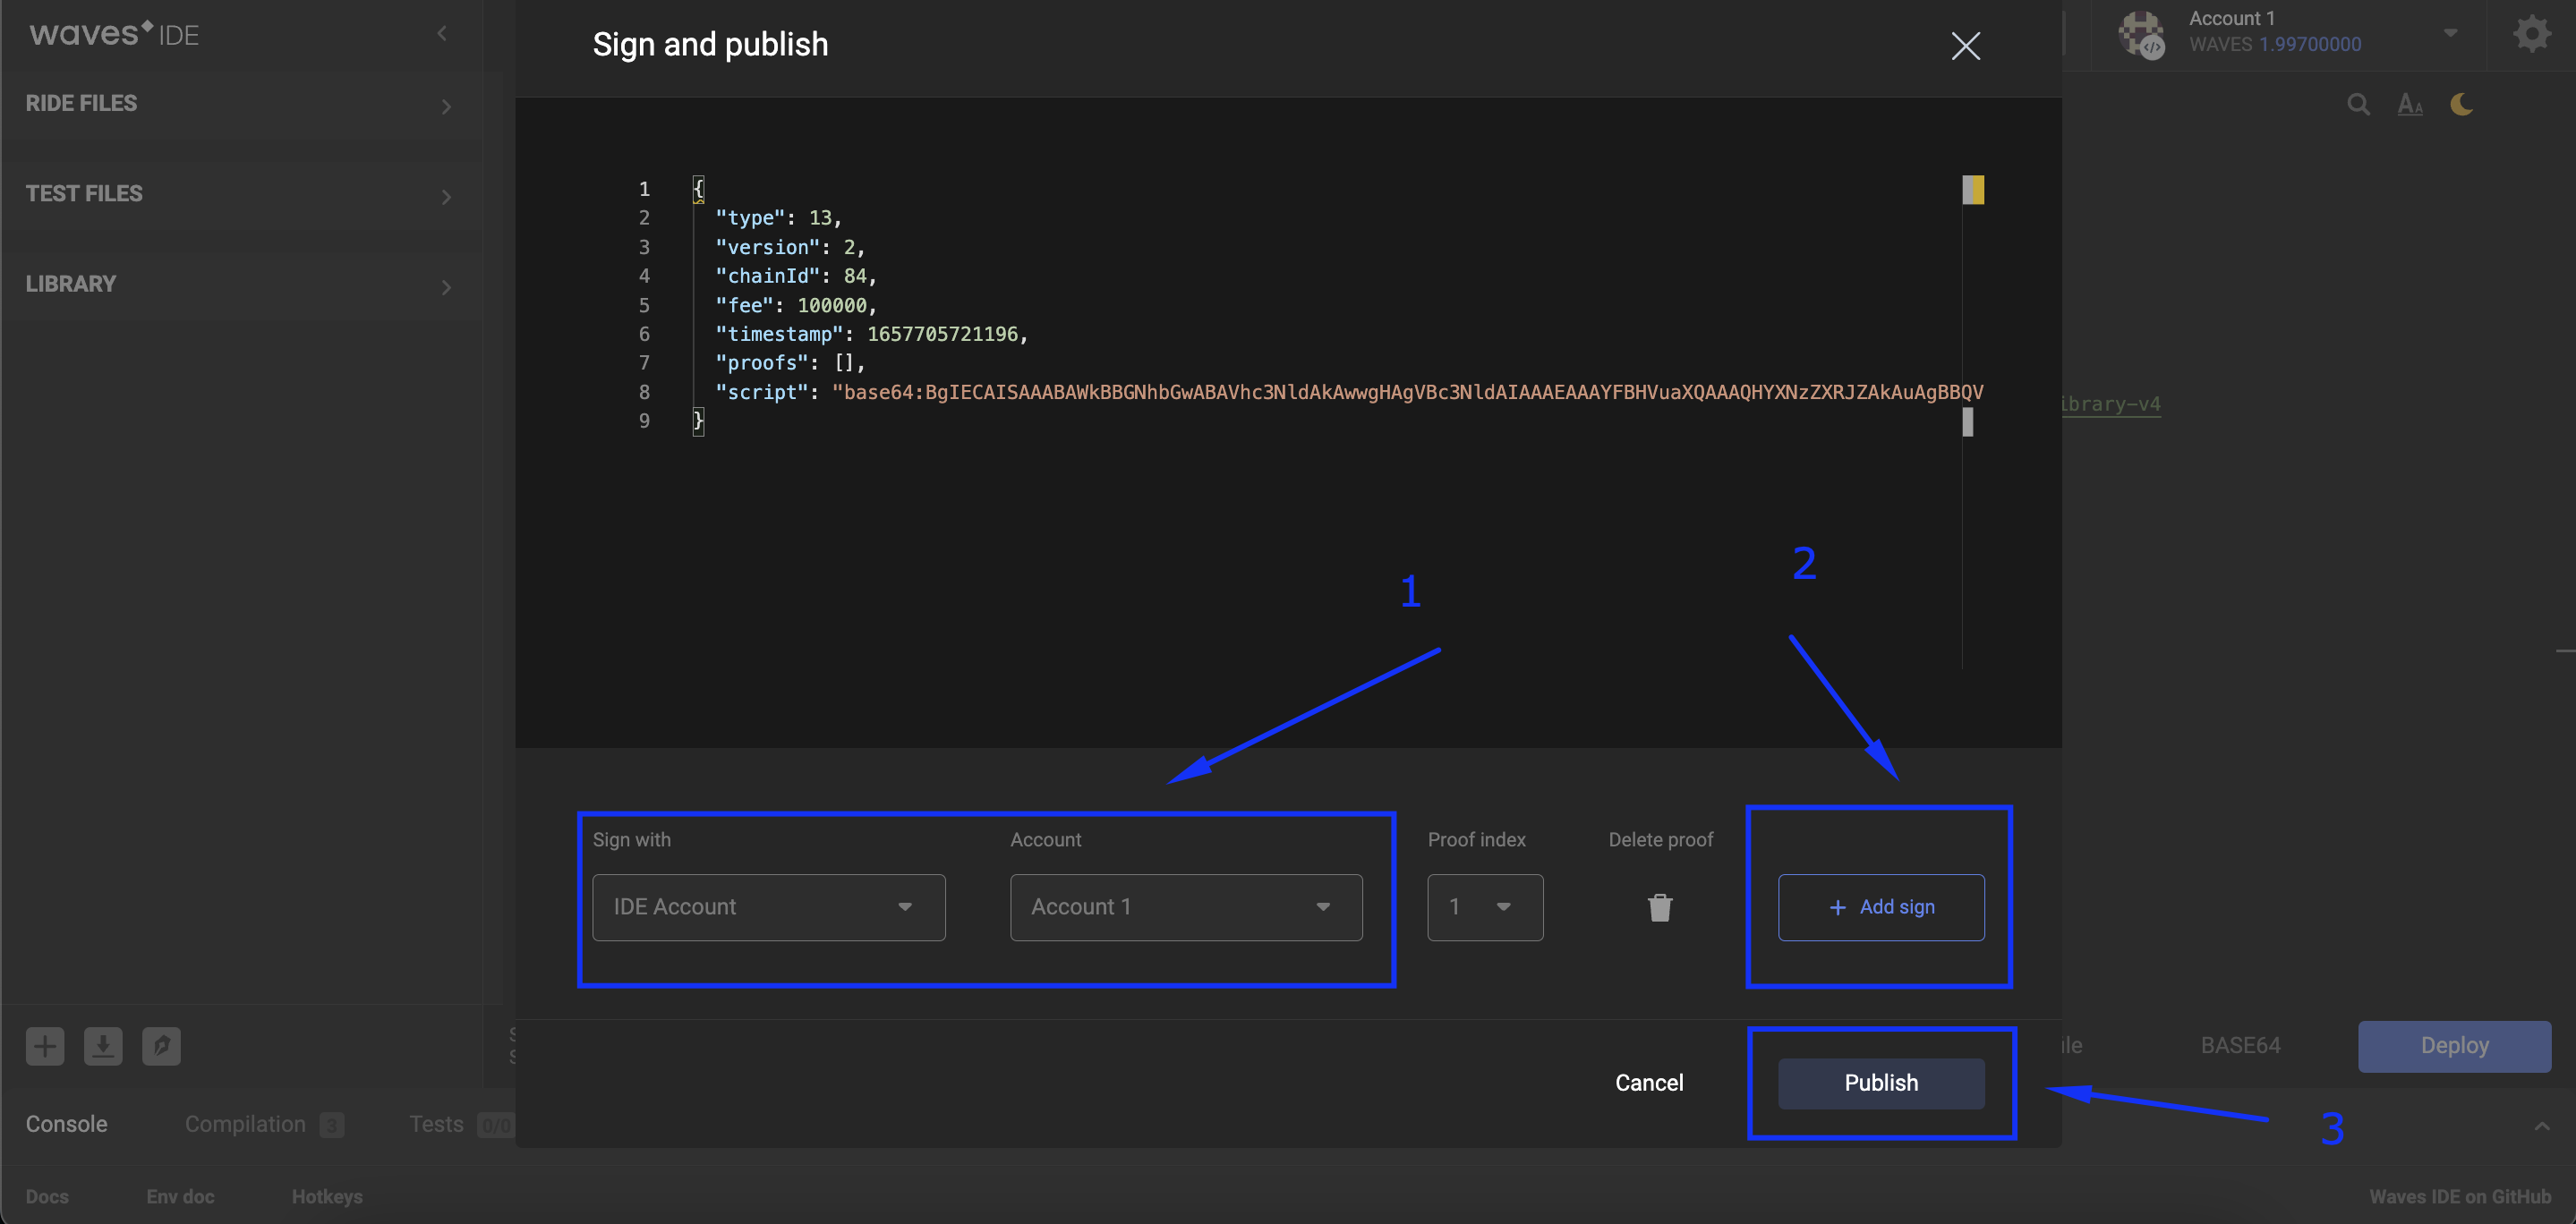 waves IDE
Sign and publish
Account 1
WAVES 1.99700000
RIDE FILES
TEST FILES
LIBRARY
1 {
2 "type": 13,
3 "version": 2,
4 "chainId": 84,
5 "fee": 100000,
6 "timestamp": 1657705721196,
7 "proofs": [],
8 "script": "base64:BgIECAISAAABAWkBBGNhbGwABAVhc3NldAkAwwgHAgVBc3NldAIAAAEAAAYFBHVuaXQAAAQHYXNzZXRJZAkAuAgBBQV
9 }
ibrary-v4
1
2
Sign with
Account
Proof index
Delete proof
IDE Account
Account 1
1
+ Add sign
BASE64
Deploy
Cancel
Publish
3
Console
Compilation 3
Tests 0/0
Docs
Env doc
Hotkeys
Waves IDE on GitHub